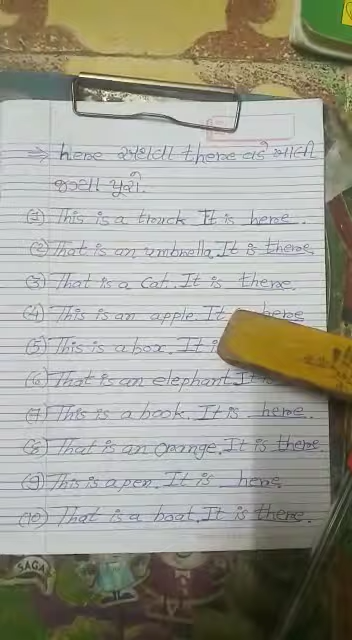 ⇒ here અથવા there વડે ખાલી
જગ્યા પુરો.
(1) This is a truck It is here.
(2) That is an umbrella. It is there
(3) That is a Cat. It is there.
(4) This is an apple. It here
(5) This is a box. It i
(6) That is an elephant It
(7) This is a book. It is here.
(8) That is an orange. It is there.
(9) This is a pen. It is here
(10) That is a boat. It is there.
SAGA